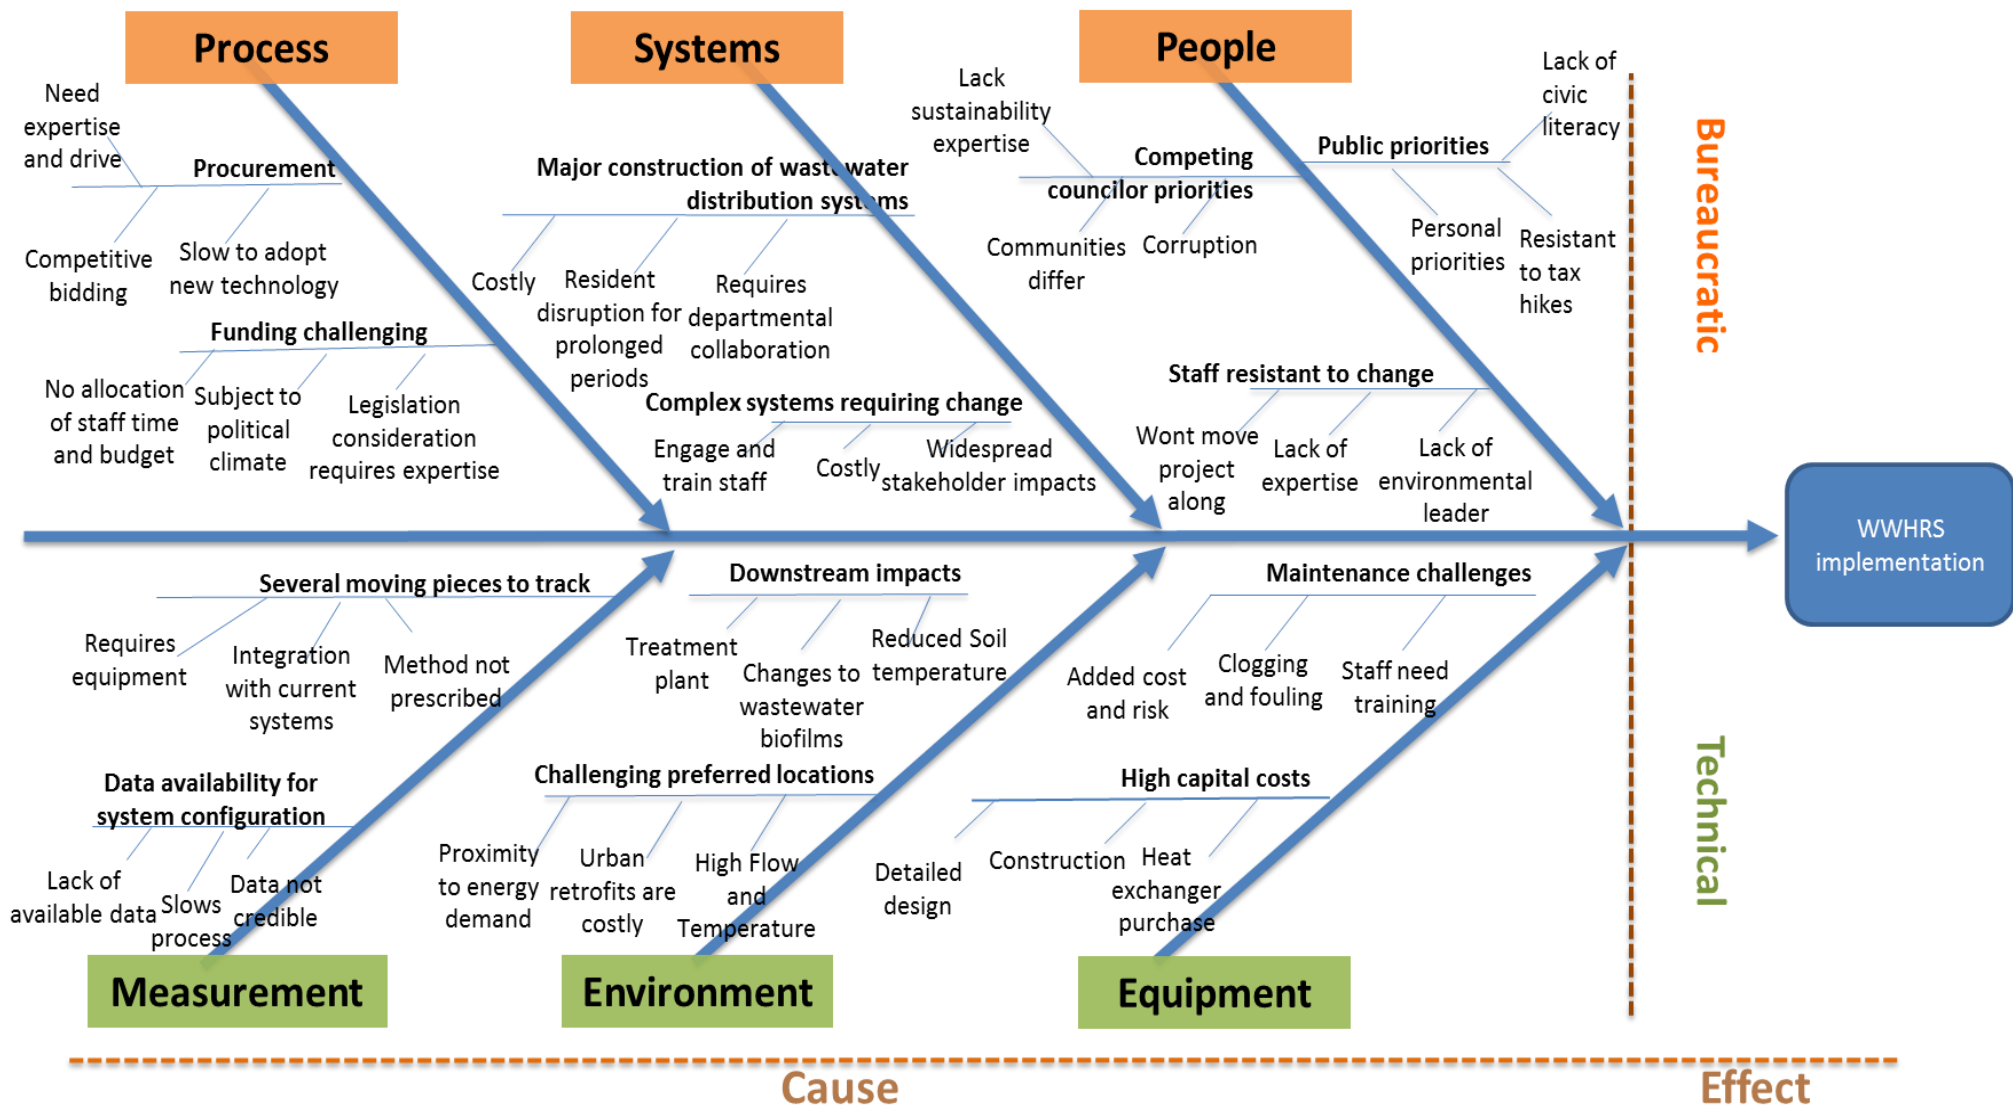 Process
Systems
People
Need
expertise
and drive
Procurement
Competitive
bidding
Slow to adopt
new technology
Funding challenging
No allocation
of staff time
and budget
Subject to
political
climate
Legislation
consideration
requires expertise
Major construction of wastewater
distribution systems
Costly
Resident
disruption for
prolonged
periods
Requires
departmental
collaboration
Complex systems requiring change
Engage and
train staff
Costly
Widespread
stakeholder impacts
Lack
sustainability
expertise
Competing
councilor priorities
Communities
differ
Corruption
Public priorities
Lack of
civic
literacy
Personal
priorities
Resistant
to tax
hikes
Staff resistant to change
Wont move
project
along
Lack of
expertise
Lack of
environmental
leader
Bureaucratic
WWHRS
implementation
Several moving pieces to track
Requires
equipment
Integration
with current
systems
Method not
prescribed
Data availability for
system configuration
Lack of
available data
Slows
process
Data not
credible
Downstream impacts
Treatment
plant
Changes to
wastewater
biofilms
Reduced Soil
temperature
Challenging preferred locations
Proximity
to energy
demand
Urban
retrofits are
costly
High Flow
and
Temperature
Maintenance challenges
Added cost
and risk
Clogging
and fouling
Staff need
training
High capital costs
Detailed
design
Construction
Heat
exchanger
purchase
Technical
Measurement
Environment
Equipment
Cause
Effect